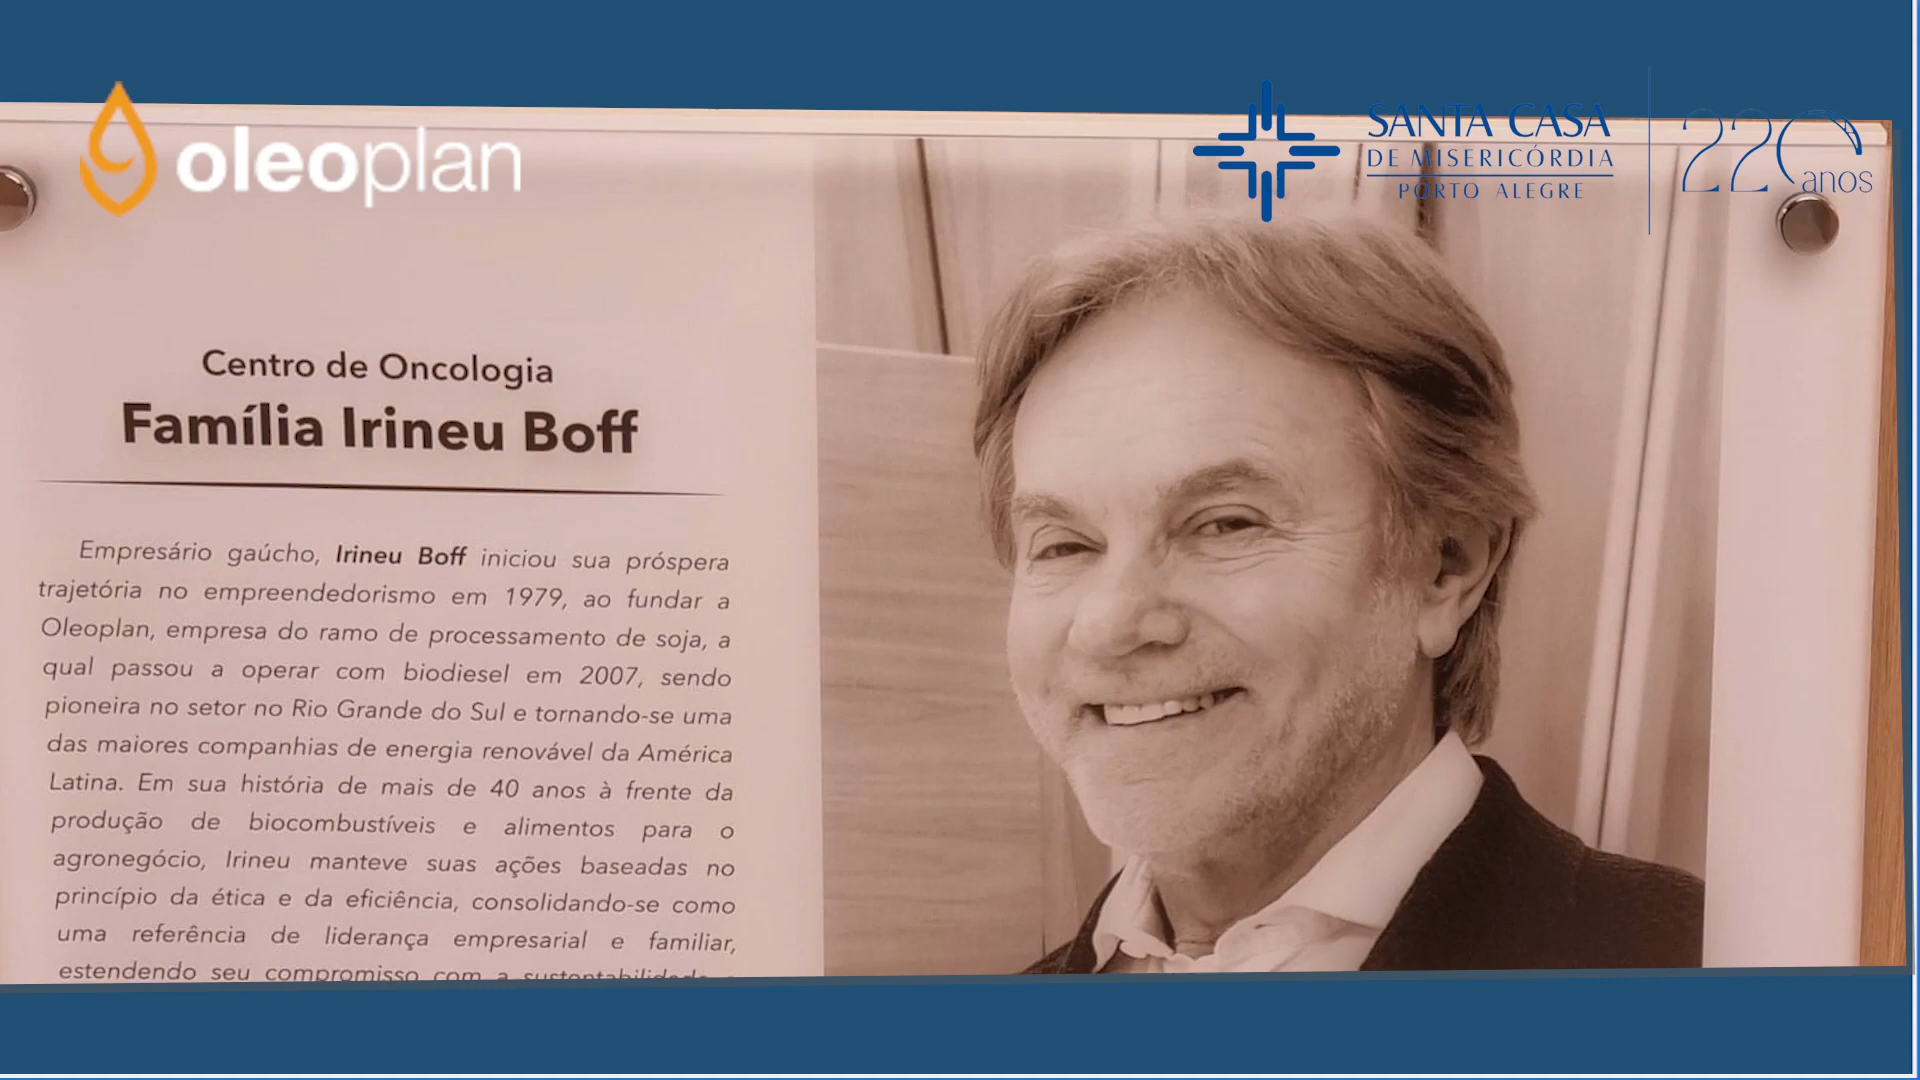 oleoplan
SANTA CASA
DE MISERICÓRDIA
PORTO ALEGRE
220
anos
Centro de Oncologia
Família Irineu Boff
Empresário gaúcho, Irineu Boff iniciou sua próspera
trajetória no empreendedorismo em 1979, ao fundar a
Oleoplan, empresa do ramo de processamento de soja, a
qual passou a operar com biodiesel em 2007, sendo
pioneira no setor no Rio Grande do Sul e tornando-se uma
das maiores companhias de energia renovável da América
Latina. Em sua história de mais de 40 anos à frente da
produção de biocombustíveis e alimentos para o
agronegócio, Irineu manteve suas ações baseadas no
princípio da ética e da eficiência, consolidando-se como
uma referência de liderança empresarial e familiar,
estendendo seu compromisso com a sustentabilidade